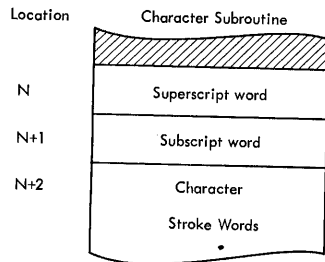 Location Character Subroutine
N Superscript word
N+1 Subscript word
N+2 Character
Stroke Words